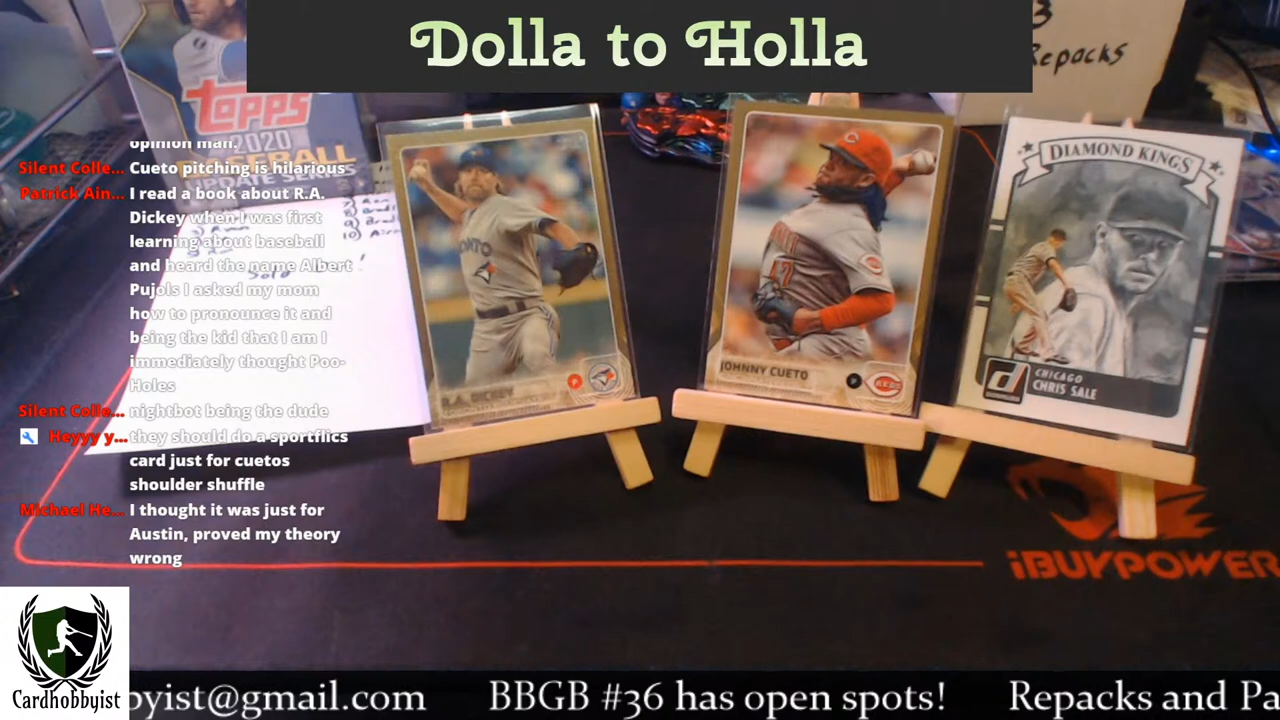 Dolla to Holla
3
Repacks
topps
2020
BASEBALL
opinion man.
Silent Colle... Cueto pitching is hilarious
Patrick Ain... I read a book about R.A.
Dickey when I was first
learning about baseball
and heard the name Albert
Pujols I asked my mom
how to pronounce it and
being the kid that I am I
immediately thought Poo-
Holes
Silent Colle... nightbot being the dude
Heyyy y... they should do a sportflics
card just for cuetos
shoulder shuffle
Michael He... I thought it was just for
Austin, proved my theory
wrong
R.A. DICKEY
P
JOHNNY CUETO
P
REDS
DIAMOND KINGS
CHICAGO
CHRIS SALE
iBUYPOWER
Cardhobbyist
byist@gmail.com BBGB #36 has open spots! Repacks and Pa